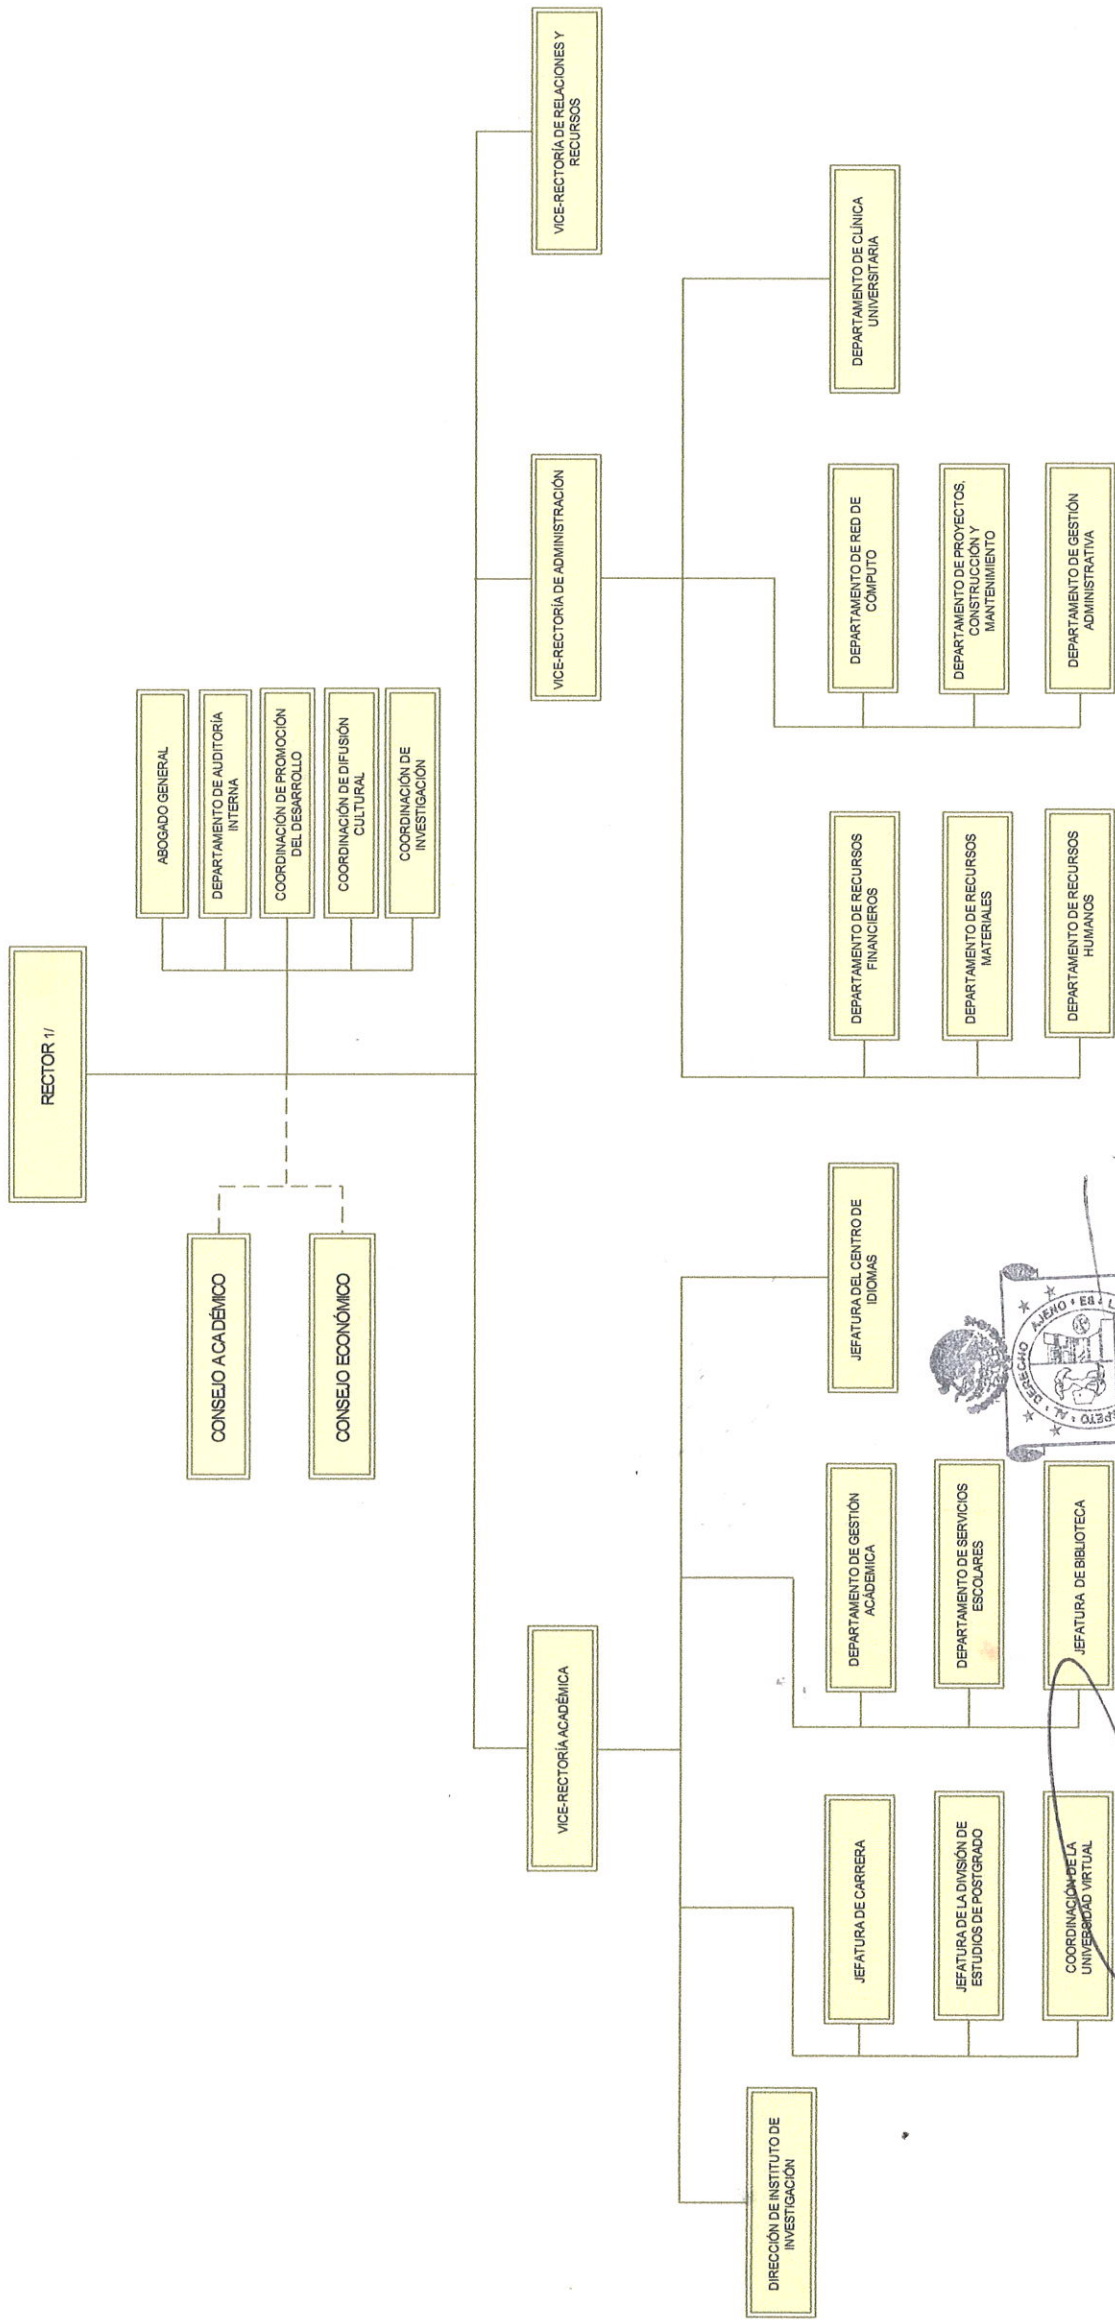 RECTOR 1/
CONSEJO ACADÉMICO
CONSEJO ECONÓMICO
ABOGADO GENERAL
DEPARTAMENTO DE AUDITORÍA
INTERNA
COORDINACIÓN DE PROMOCIÓN
DEL DESARROLLO
COORDINACIÓN DE DIFUSIÓN
CULTURAL
COORDINACIÓN DE
INVESTIGACIÓN
VICE-RECTORÍA ACADÉMICA
VICE-RECTORÍA DE ADMINISTRACIÓN
VICE-RECTORÍA DE RELACIONES Y
RECURSOS
DIRECCIÓN DE INSTITUTO DE
INVESTIGACIÓN
JEFATURA DE CARRERA
JEFATURA DE LA DIVISIÓN DE
ESTUDIOS DE POSTGRADO
COORDINACIÓN DE LA
UNIVERSIDAD VIRTUAL
DEPARTAMENTO DE GESTIÓN
ACÁDEMICA
DEPARTAMENTO DE SERVICIOS
ESCOLARES
JEFATURA DE BIBLIOTECA
JEFATURA DEL CENTRO DE
IDIOMAS
DEPARTAMENTO DE RECURSOS
FINANCIEROS
DEPARTAMENTO DE RECURSOS
MATERIALES
DEPARTAMENTO DE RECURSOS
HUMANOS
DEPARTAMENTO DE RED DE
CÓMPUTO
DEPARTAMENTO DE PROYECTOS,
CONSTRUCCIÓN Y
MANTENIMIENTO
DEPARTAMENTO DE GESTIÓN
ADMINISTRATIVA
DEPARTAMENTO DE CLÍNICA
UNIVERSITARIA
AL DERECHO AJENO ES